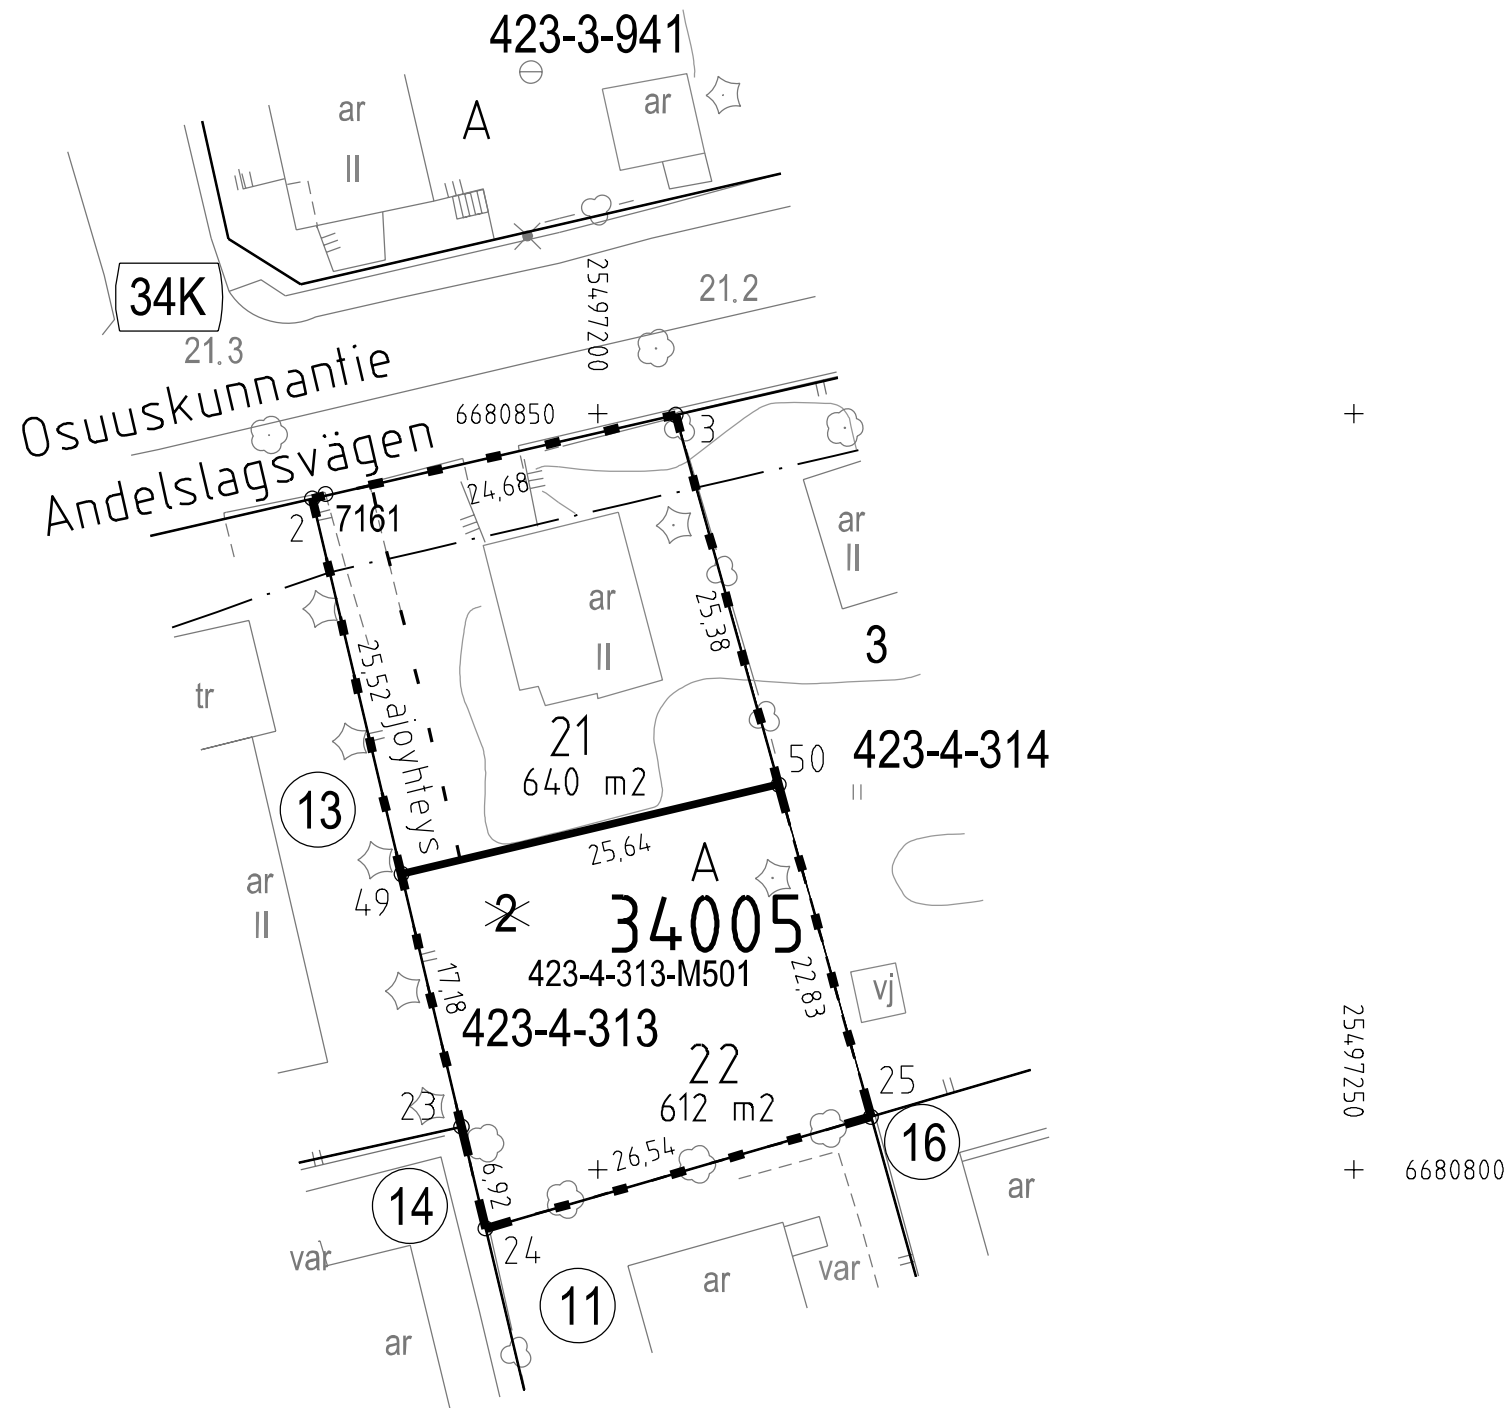 423-3-941
ar
II
A
ar
34K
25497200
21.2
21.3
Osuuskunnantie
Andelslagsvägen
6680850
3
24,68
2
7161
ar
II
ar
II
25,38
3
25,52
ajoyhteys
tr
21
640 m2
50
423-4-314
13
25,64
A
ar
II
49
2
34005
423-4-313-M501
17,18
22,83
vj
423-4-313
22
612 m2
25
25497250
23
16
26,54
6,92
14
ar
6680800
24
var
ar
var
11
ar